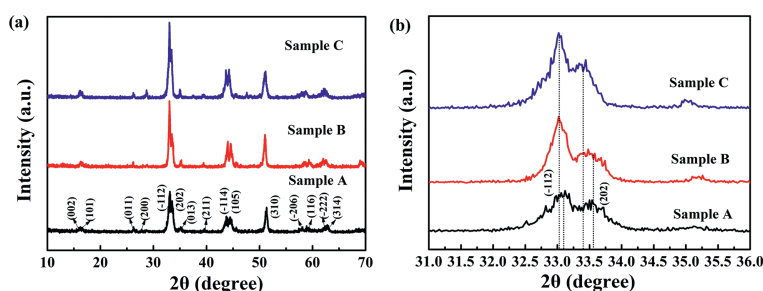 (a)
Intensity (a.u.)
Sample C
Sample B
Sample A
(002)
(101)
(011)
(200)
(-112)
(202)
(013)
(211)
(-114)
(105)
(310)
(-206)
(116)
(-222)
(314)
10 20 30 40 50 60 70
2θ (degree)
(b)
Intensity (a.u.)
Sample C
Sample B
Sample A
(-112)
(202)
31.0 31.5 32.0 32.5 33.0 33.5 34.0 34.5 35.0 35.5 36.0
2θ (degree)